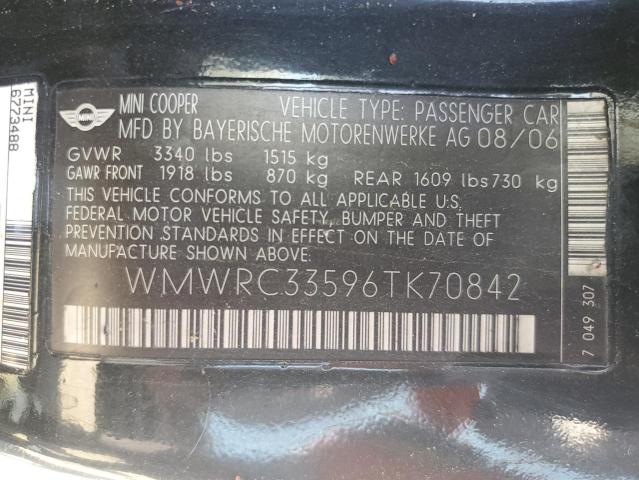 MINI
6773488
MINI
MINI COOPER VEHICLE TYPE: PASSENGER CAR
MFD BY BAYERISCHE MOTORENWERKE AG 08/06
GVWR 3340 lbs 1515 kg
GAWR FRONT 1918 lbs 870 kg REAR 1609 lbs 730 kg
THIS VEHICLE CONFORMS TO ALL APPLICABLE U.S.
FEDERAL MOTOR VEHICLE SAFETY, BUMPER AND THEFT
PREVENTION STANDARDS IN EFFECT ON THE DATE OF
MANUFACTURE SHOWN ABOVE.
WMWRC33596TK70842
7 049 307